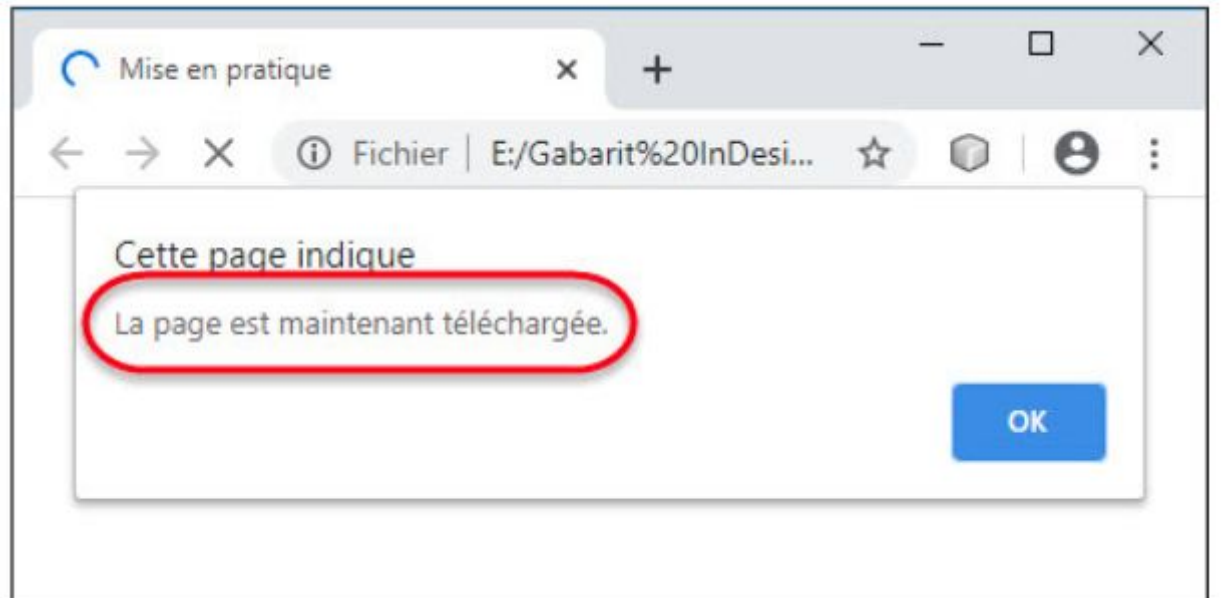 Mise en pratique
Fichier | E:/Gabarit%20InDesi...
Cette page indique
La page est maintenant téléchargée.
OK